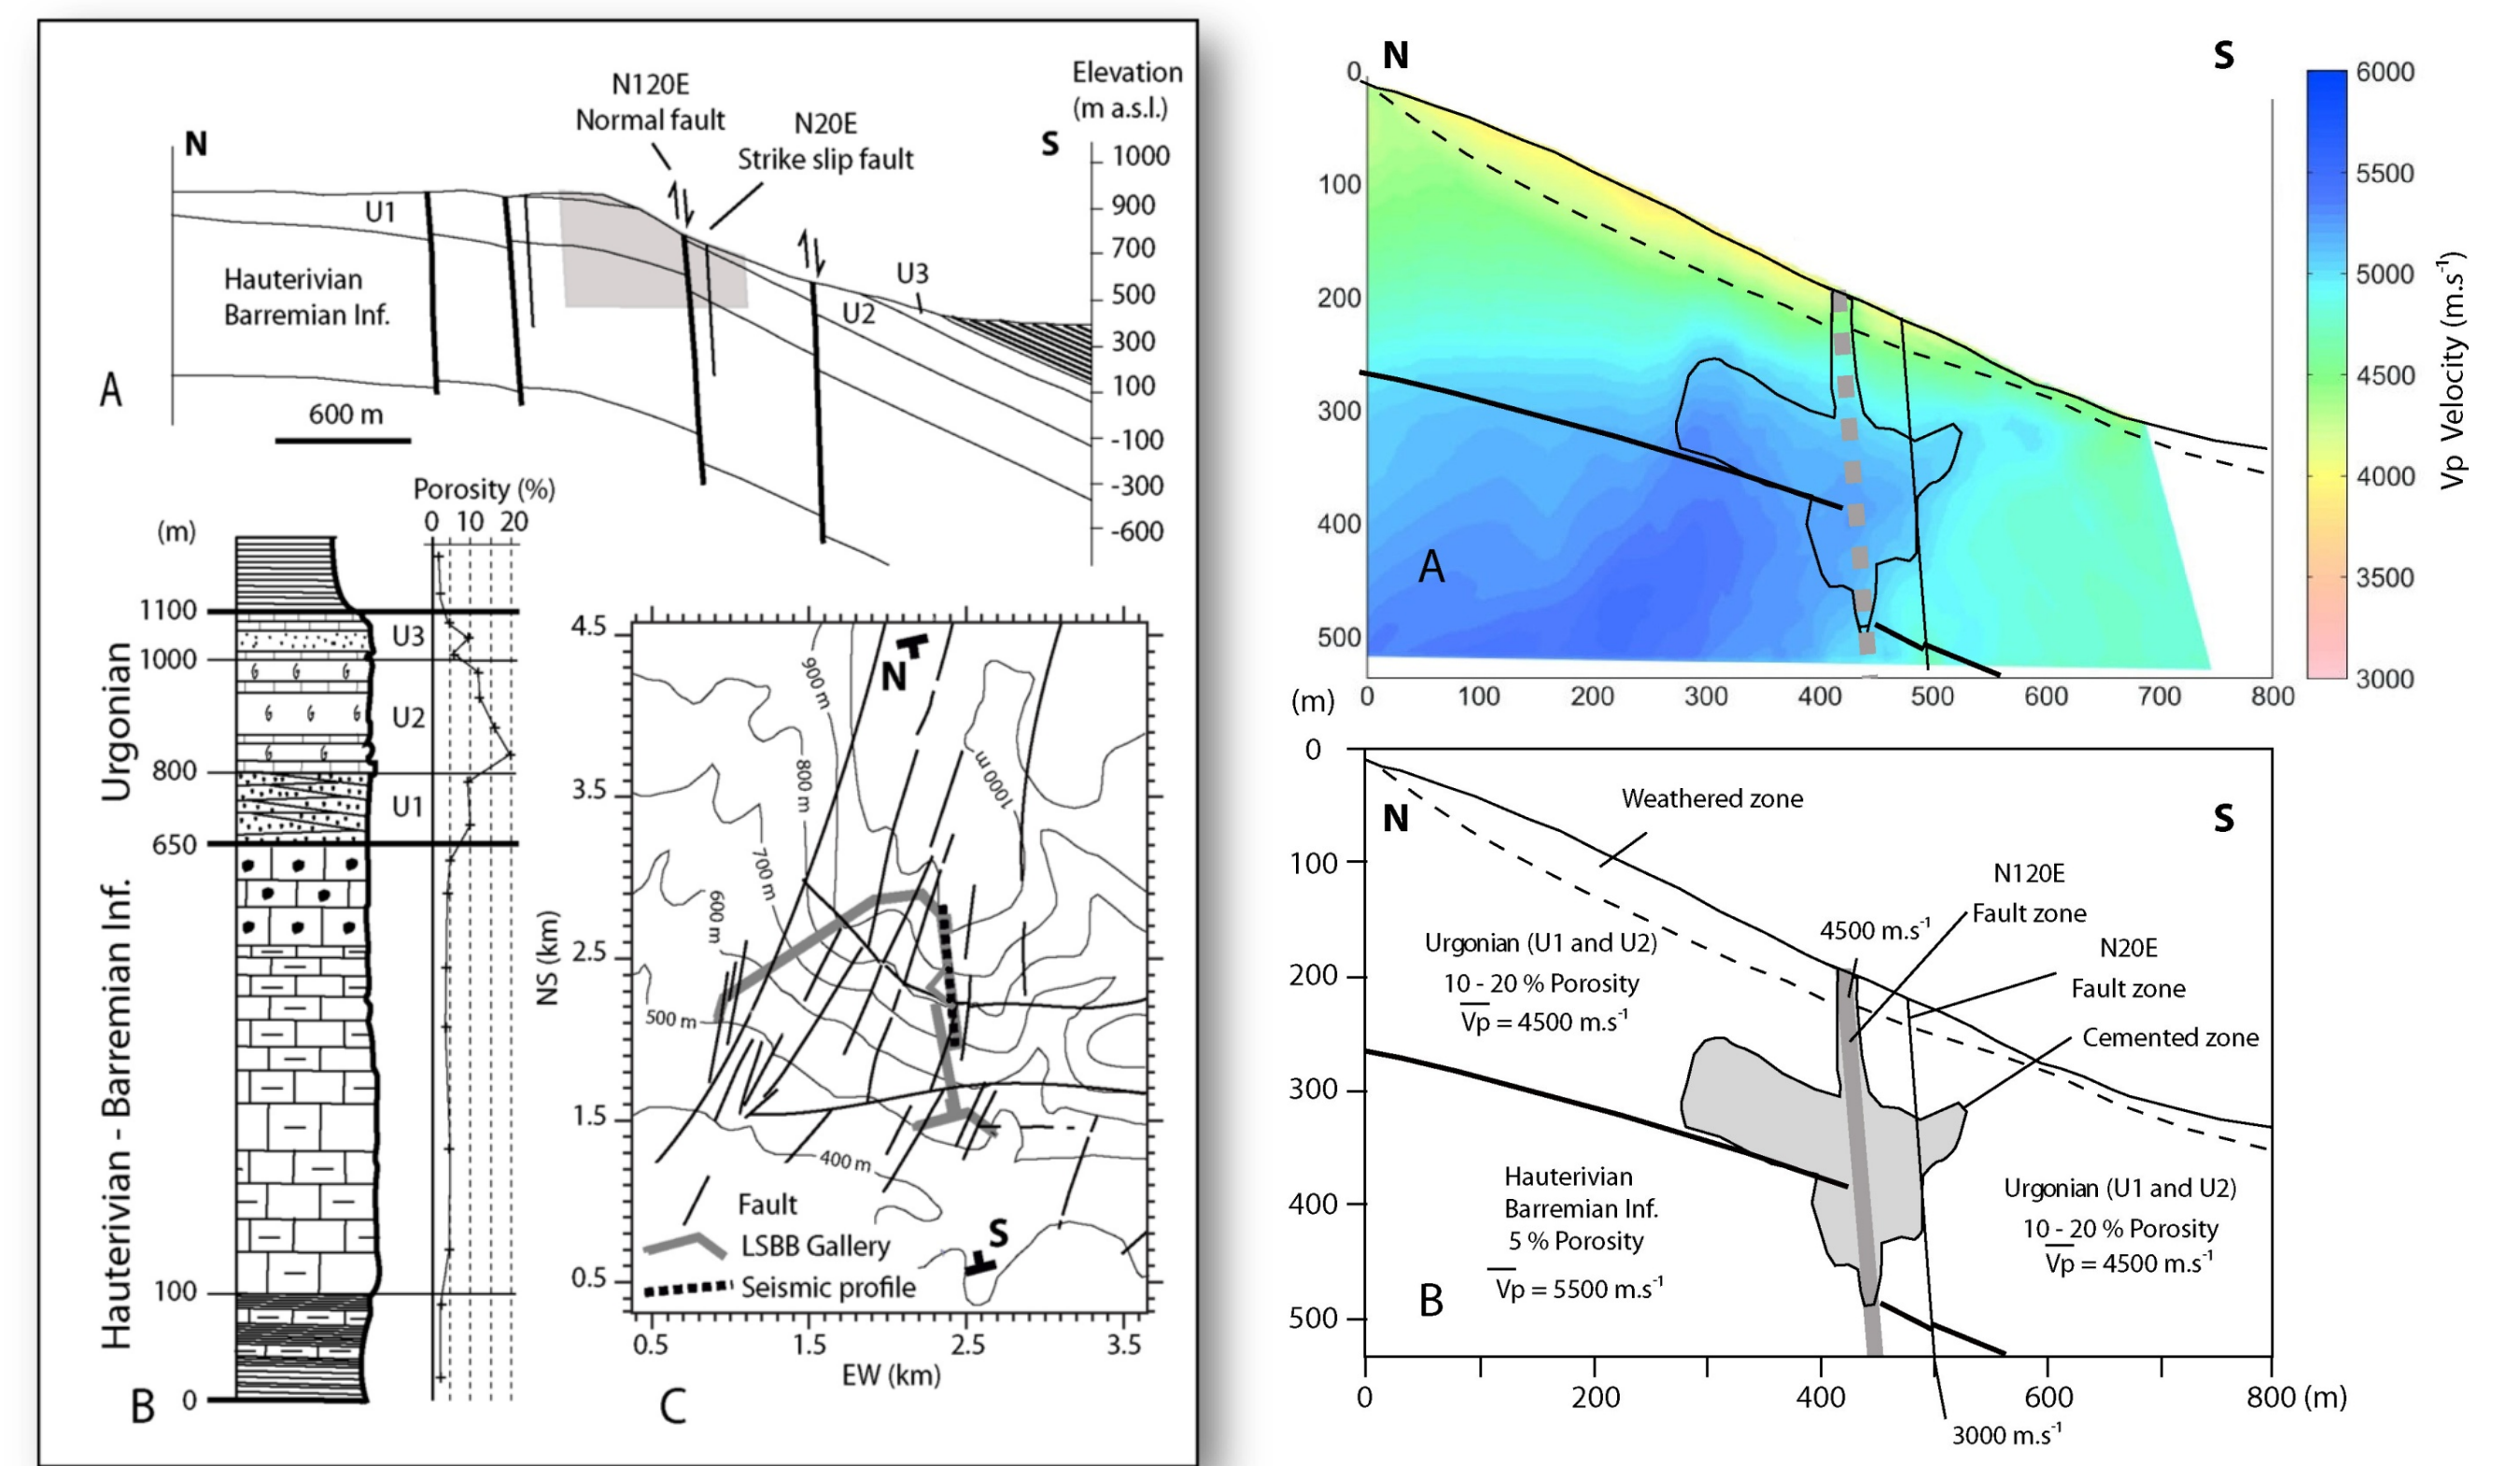 N120E
Normal fault
N20E
Strike slip fault
Elevation
(m a.s.l.)
N
S
1000
900
700
500
300
100
-100
-300
-600
U1
U2
U3
Hauterivian
Barremian Inf.
600 m
A
Porosity (%)
0 10 20
(m)
1100
1000
800
650
100
0
U3
U2
U1
Urgonian
Hauterivian - Barremian Inf.
B
4.5
3.5
2.5
1.5
0.5
NS (km)
N
900 m
800 m
1000 m
700 m
600 m
500 m
400 m
S
Fault
LSBB Gallery
Seismic profile
0.5 1.5 2.5 3.5
EW (km)
C
N
S
0
100
200
300
400
500
A
(m)
0 100 200 300 400 500 600 700 800
6000
5500
5000
4500
4000
3500
3000
Vp Velocity (m.s⁻¹)
0
100
200
300
400
500
N
S
Weathered zone
N120E
Fault zone
4500 m.s⁻¹
N20E
Fault zone
Cemented zone
Urgonian (U1 and U2)
10 - 20 % Porosity
V̅p̅ = 4500 m.s⁻¹
Hauterivian
Barremian Inf.
5 % Porosity
V̅p̅ = 5500 m.s⁻¹
Urgonian (U1 and U2)
10 - 20 % Porosity
V̅p̅ = 4500 m.s⁻¹
B
0 200 400 600 800 (m)
3000 m.s⁻¹